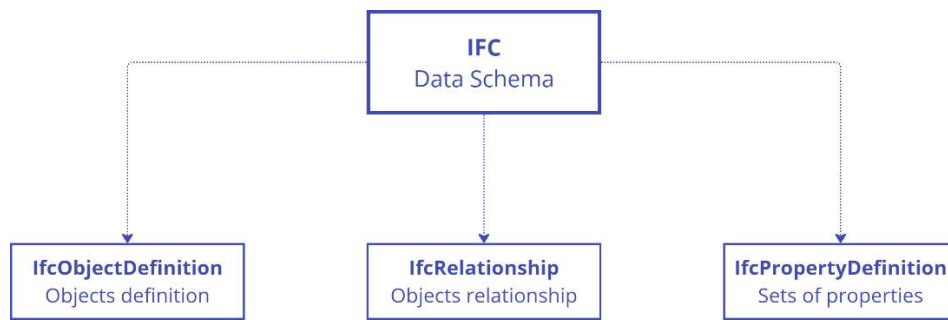 IFC
Data Schema
IfcObjectDefinition
Objects definition
IfcRelationship
Objects relationship
IfcPropertyDefinition
Sets of properties